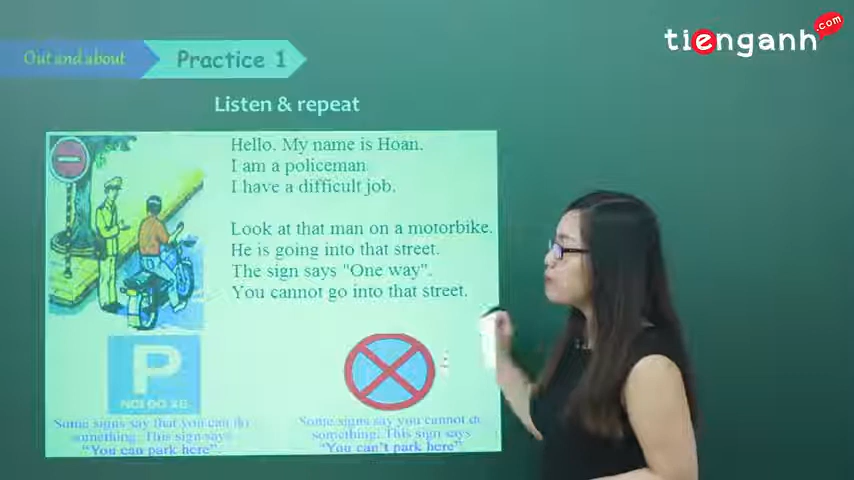 Out and about
Practice 1
tienganh.com
Listen & repeat
Hello. My name is Hoan.
I am a policeman.
I have a difficult job.
Look at that man on a motorbike.
He is going into that street.
The sign says "One way".
You cannot go into that street.
P
NƠI ĐỖ XE
Some signs say that you can do
something. This sign says
"You can park here".
Some signs say you cannot do
something. This sign says
"You can't park here"